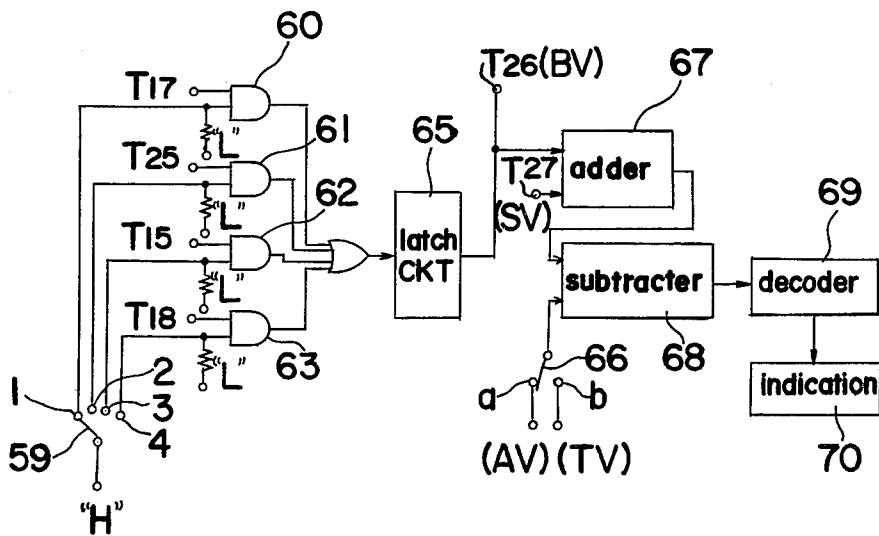 60
T17
"L"
61
T25
"L"
62
T15
"L"
T18
63
"L"
1
2
3
4
59
"H"
65
latch
CKT
T26(BV)
67
adder
T27
(SV)
subtracter
68
66
a
b
(AV) (TV)
69
decoder
indication
70